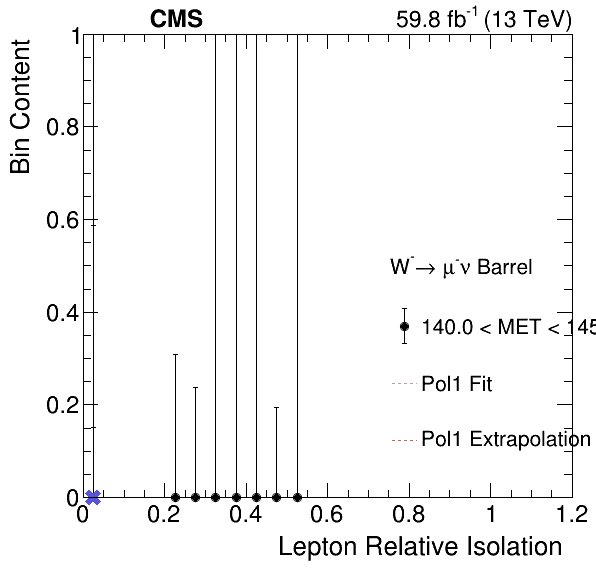 CMS 59.8 fb⁻¹ (13 TeV)
Bin Content
1
0.8
0.6
0.4
0.2
0
W⁻→ μ⁻ν Barrel
140.0 < MET < 145
Pol1 Fit
Pol1 Extrapolation
0 0.2 0.4 0.6 0.8 1 1.2
Lepton Relative Isolation